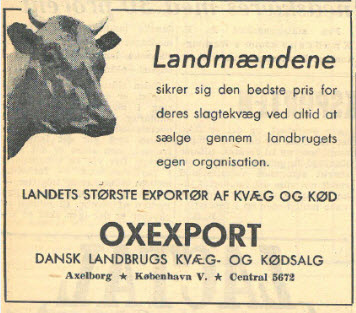 Landmændene
sikrer sig den bedste pris for
deres slagtekvæg ved altid at
sælge gennem landbrugets
egen organisation.
LANDETS STØRSTE EXPORTØR AF KVÆG OG KØD
OXEXPORT
DANSK LANDBRUGS KVÆG- OG KØDSALG
Axelborg ★ København V. ★ Central 5672